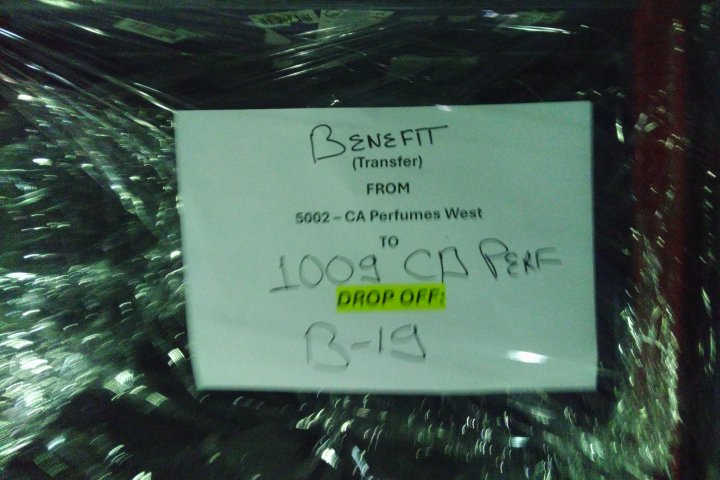 BENEFIT
(Transfer)
FROM
5002 – CA Perfumes West
TO
1009 CA PERF
DROP OFF:
B-19